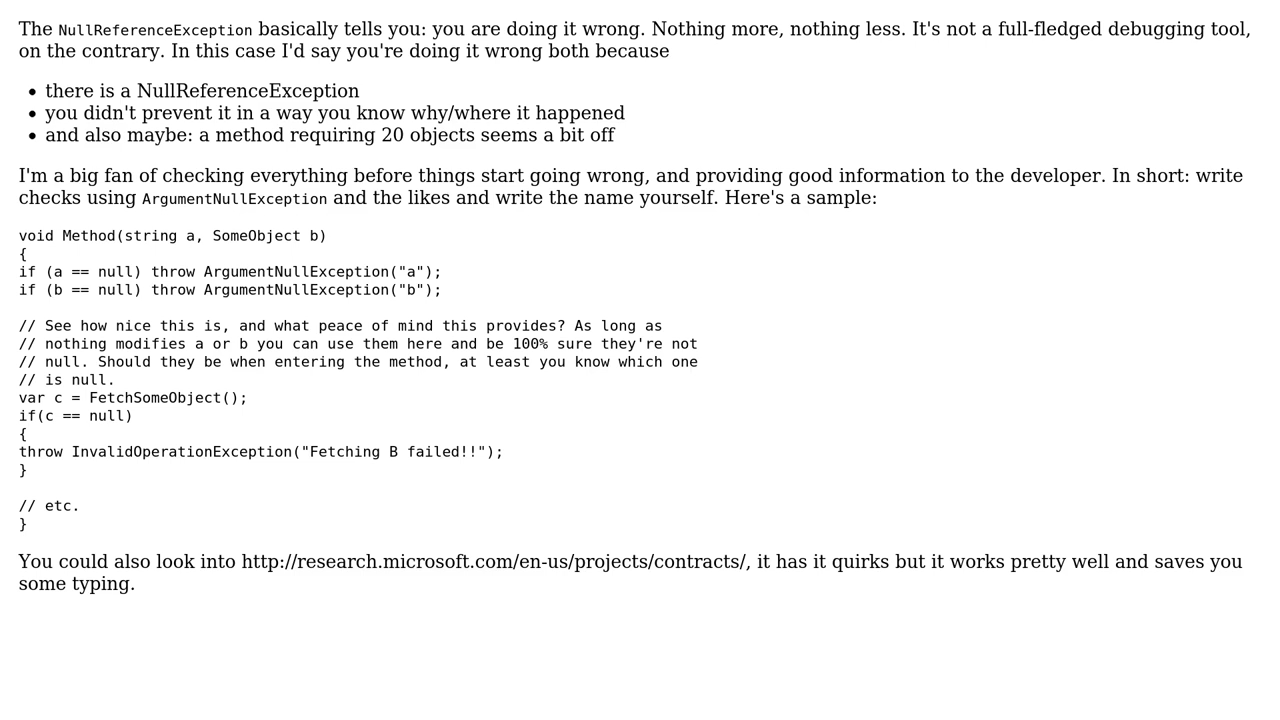 The NullReferenceException basically tells you: you are doing it wrong. Nothing more, nothing less. It's not a full-fledged debugging tool,
on the contrary. In this case I'd say you're doing it wrong both because
• there is a NullReferenceException
• you didn't prevent it in a way you know why/where it happened
• and also maybe: a method requiring 20 objects seems a bit off
I'm a big fan of checking everything before things start going wrong, and providing good information to the developer. In short: write
checks using ArgumentNullException and the likes and write the name yourself. Here's a sample:
void Method(string a, SomeObject b)
{
if (a == null) throw ArgumentNullException("a");
if (b == null) throw ArgumentNullException("b");
// See how nice this is, and what peace of mind this provides? As long as
// nothing modifies a or b you can use them here and be 100% sure they're not
// null. Should they be when entering the method, at least you know which one
// is null.
var c = FetchSomeObject();
if(c == null)
{
throw InvalidOperationException("Fetching B failed!!");
}
// etc.
}
You could also look into http://research.microsoft.com/en-us/projects/contracts/, it has it quirks but it works pretty well and saves you
some typing.